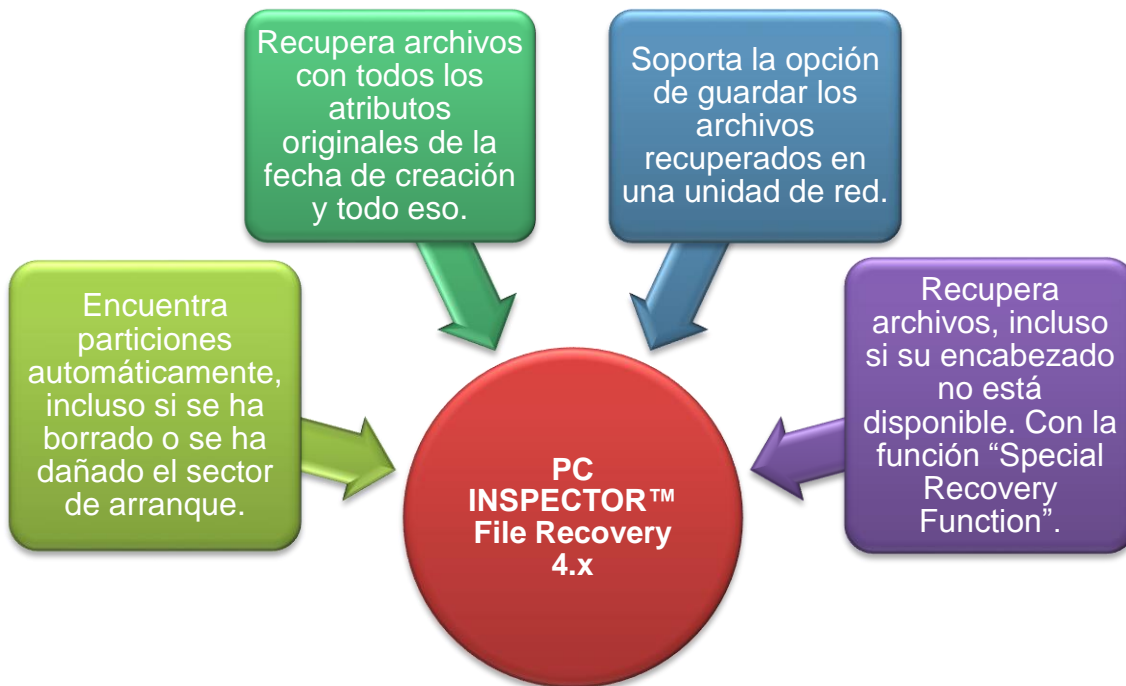 Recupera archivos
con todos los
atributos
originales de la
fecha de creación
y todo eso.
Soporta la opción
de guardar los
archivos
recuperados en
una unidad de red.
Encuentra
particiones
automáticamente,
incluso si se ha
borrado o se ha
dañado el sector
de arranque.
Recupera
archivos, incluso
si su encabezado
no está
disponible. Con la
función “Special
Recovery
Function”.
PC
INSPECTOR™
File Recovery
4.x